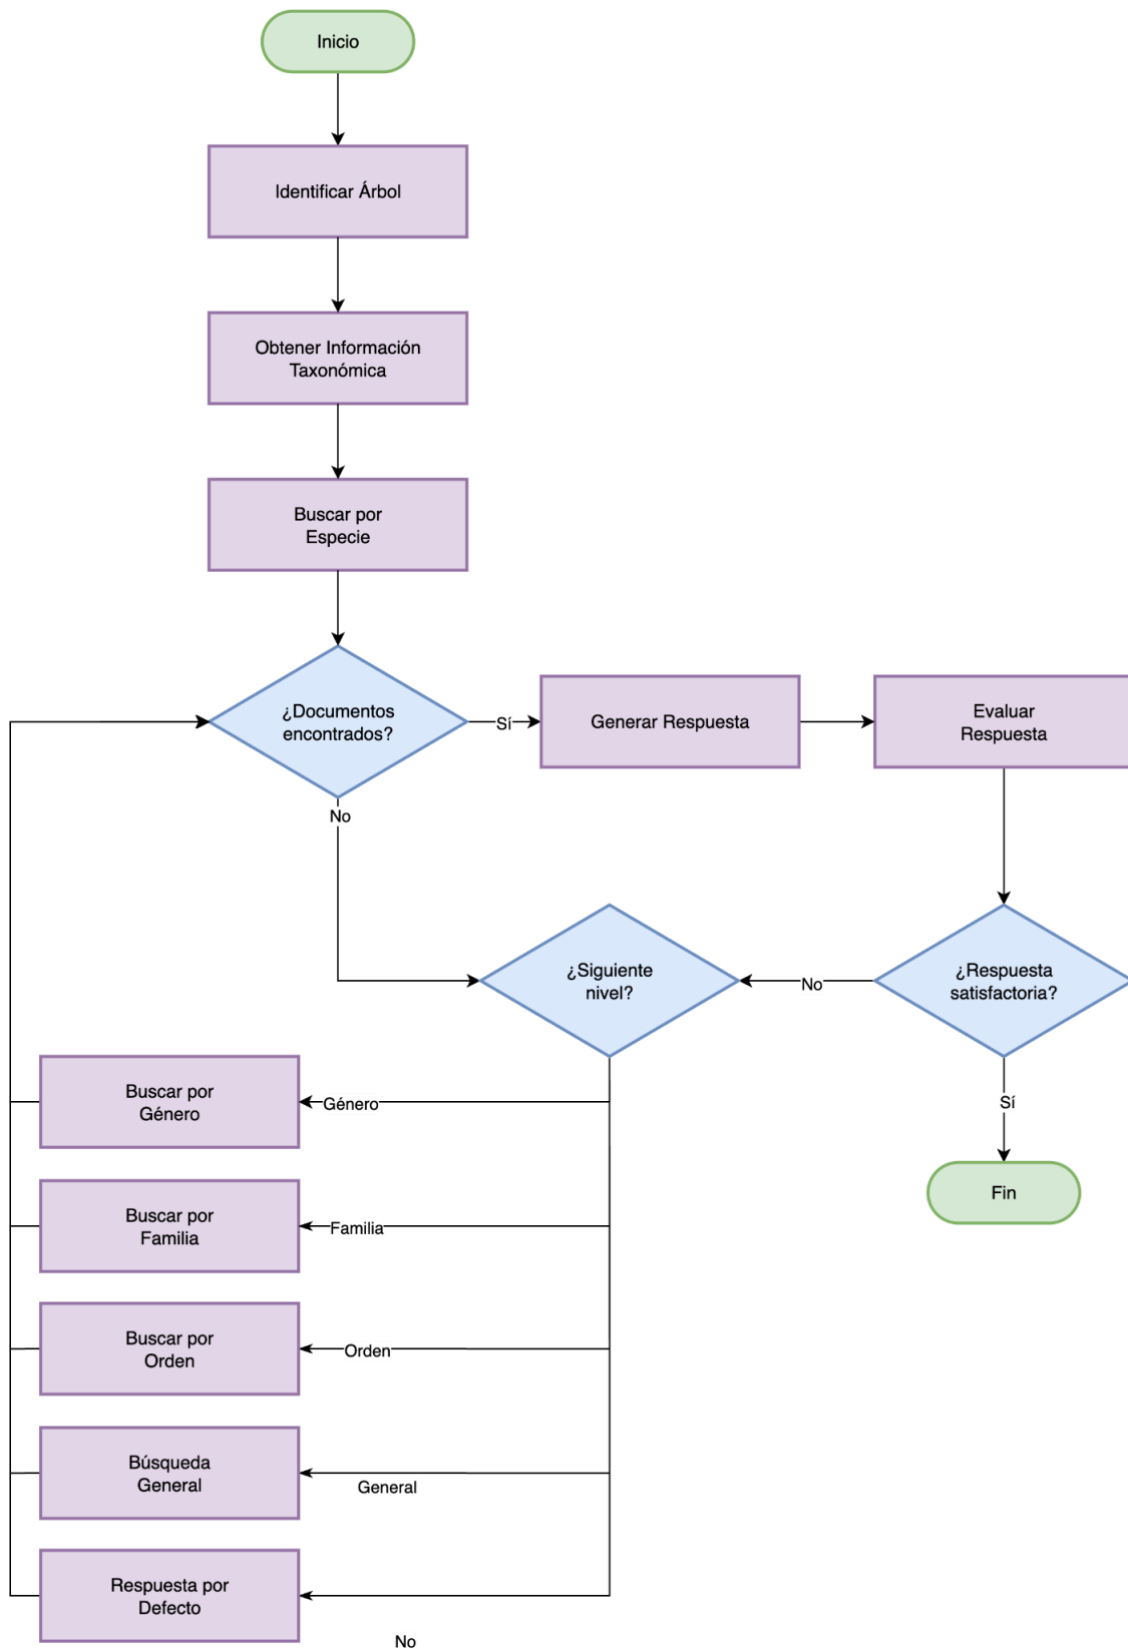 Inicio
Identificar Árbol
Obtener Información
Taxonómica
Buscar por
Especie
¿Documentos
encontrados?
Sí
Generar Respuesta
Evaluar
Respuesta
No
¿Siguiente
nivel?
No
¿Respuesta
satisfactoria?
Sí
Fin
Buscar por
Género
Género
Buscar por
Familia
Familia
Buscar por
Orden
Orden
Búsqueda
General
General
Respuesta por
Defecto
No